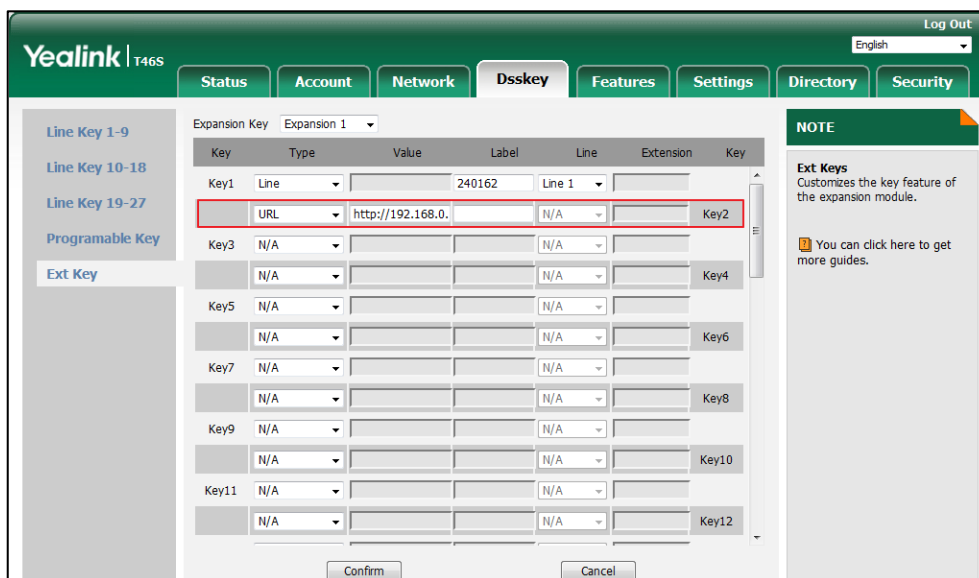 Log Out
Yealink T46S
English
Status Account Network Dsskey Features Settings Directory Security
Line Key 1-9
Line Key 10-18
Line Key 19-27
Programable Key
Ext Key
Expansion Key Expansion 1
Key Type Value Label Line Extension Key
Key1 Line 240162 Line 1
URL http://192.168.0. N/A Key2
Key3 N/A N/A
N/A N/A Key4
Key5 N/A N/A
N/A N/A Key6
Key7 N/A N/A
N/A N/A Key8
Key9 N/A N/A
N/A N/A Key10
Key11 N/A N/A
N/A N/A Key12
Confirm Cancel
NOTE
Ext Keys
Customizes the key feature of
the expansion module.
You can click here to get
more guides.